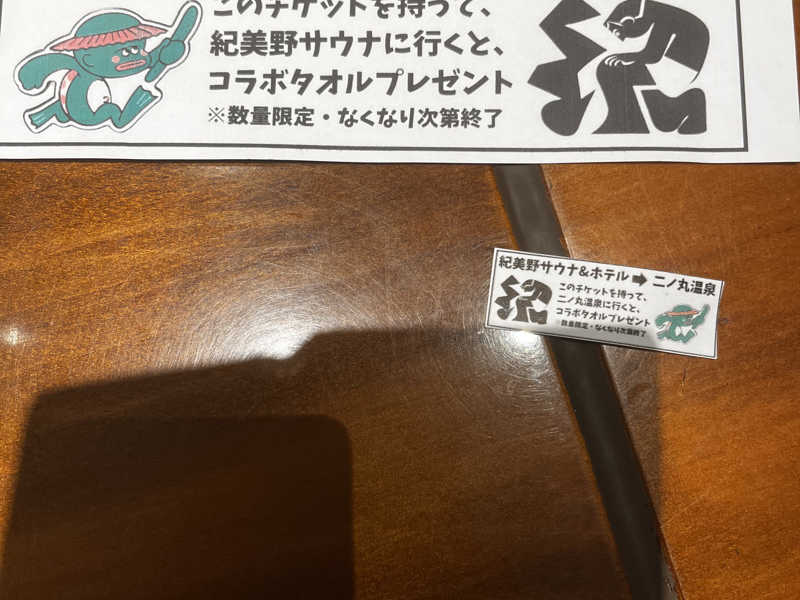 このチケットを持って、
紀美野サウナに行くと、
コラボタオルプレゼント
※数量限定・なくなり次第終了
紀美野サウナ&ホテル➡二ノ丸温泉
このチケットを持って、
二ノ丸温泉に行くと、
コラボタオルプレゼント
※数量限定・なくなり次第終了